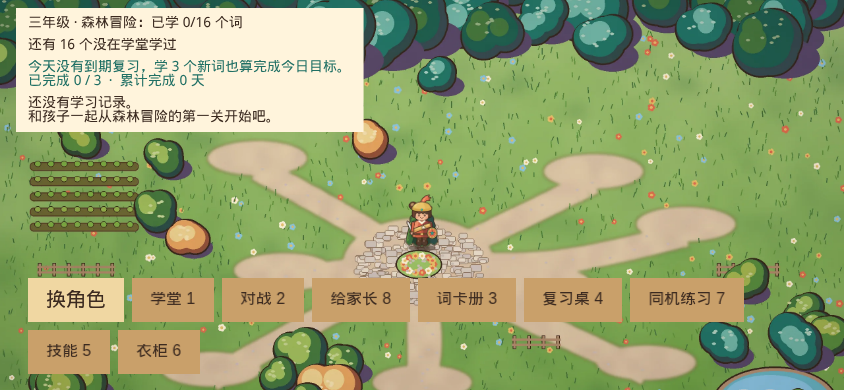 三年级 · 森林冒险：已学 0/16 个词
还有 16 个没在学堂学过
今天没有到期复习，学 3 个新词也算完成今日目标。
已完成 0 / 3 · 累计完成 0 天
还没有学习记录。
和孩子一起从森林冒险的第一关开始吧。
换角色
学堂 1
对战 2
给家长 8
词卡册 3
复习桌 4
同机练习 7
技能 5
衣柜 6